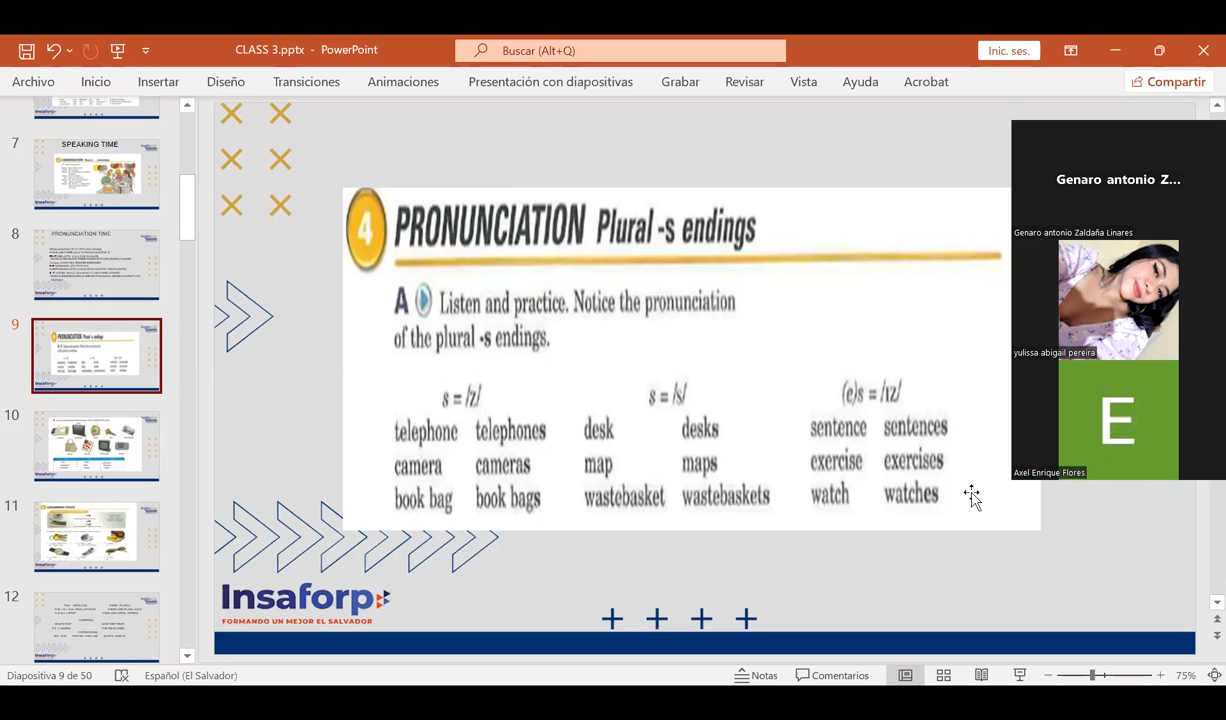 CLASS 3.pptx - PowerPoint
Buscar (Alt+Q)
Inic. ses.
Archivo Inicio Insertar Diseño Transiciones Animaciones Presentación con diapositivas Grabar Revisar Vista Ayuda Acrobat
Compartir
7
SPEAKING TIME
8
PRONUNCIATION TIME
9
10
11
12
4 PRONUNCIATION Plural -s endings
A Listen and practice. Notice the pronunciation
of the plural -s endings.
s = /z/ s = /s/ (e)s = /ɪz/
telephone telephones desk desks sentence sentences
camera cameras map maps exercise exercises
book bag book bags wastebasket wastebaskets watch watches
Insaforp
FORMANDO UN MEJOR EL SALVADOR
Genaro antonio Z...
Genaro antonio Zaldaña Linares
yulissa abigail pereira
E
Axel Enrique Flores
Diapositiva 9 de 50 Español (El Salvador) Notas Comentarios 75%